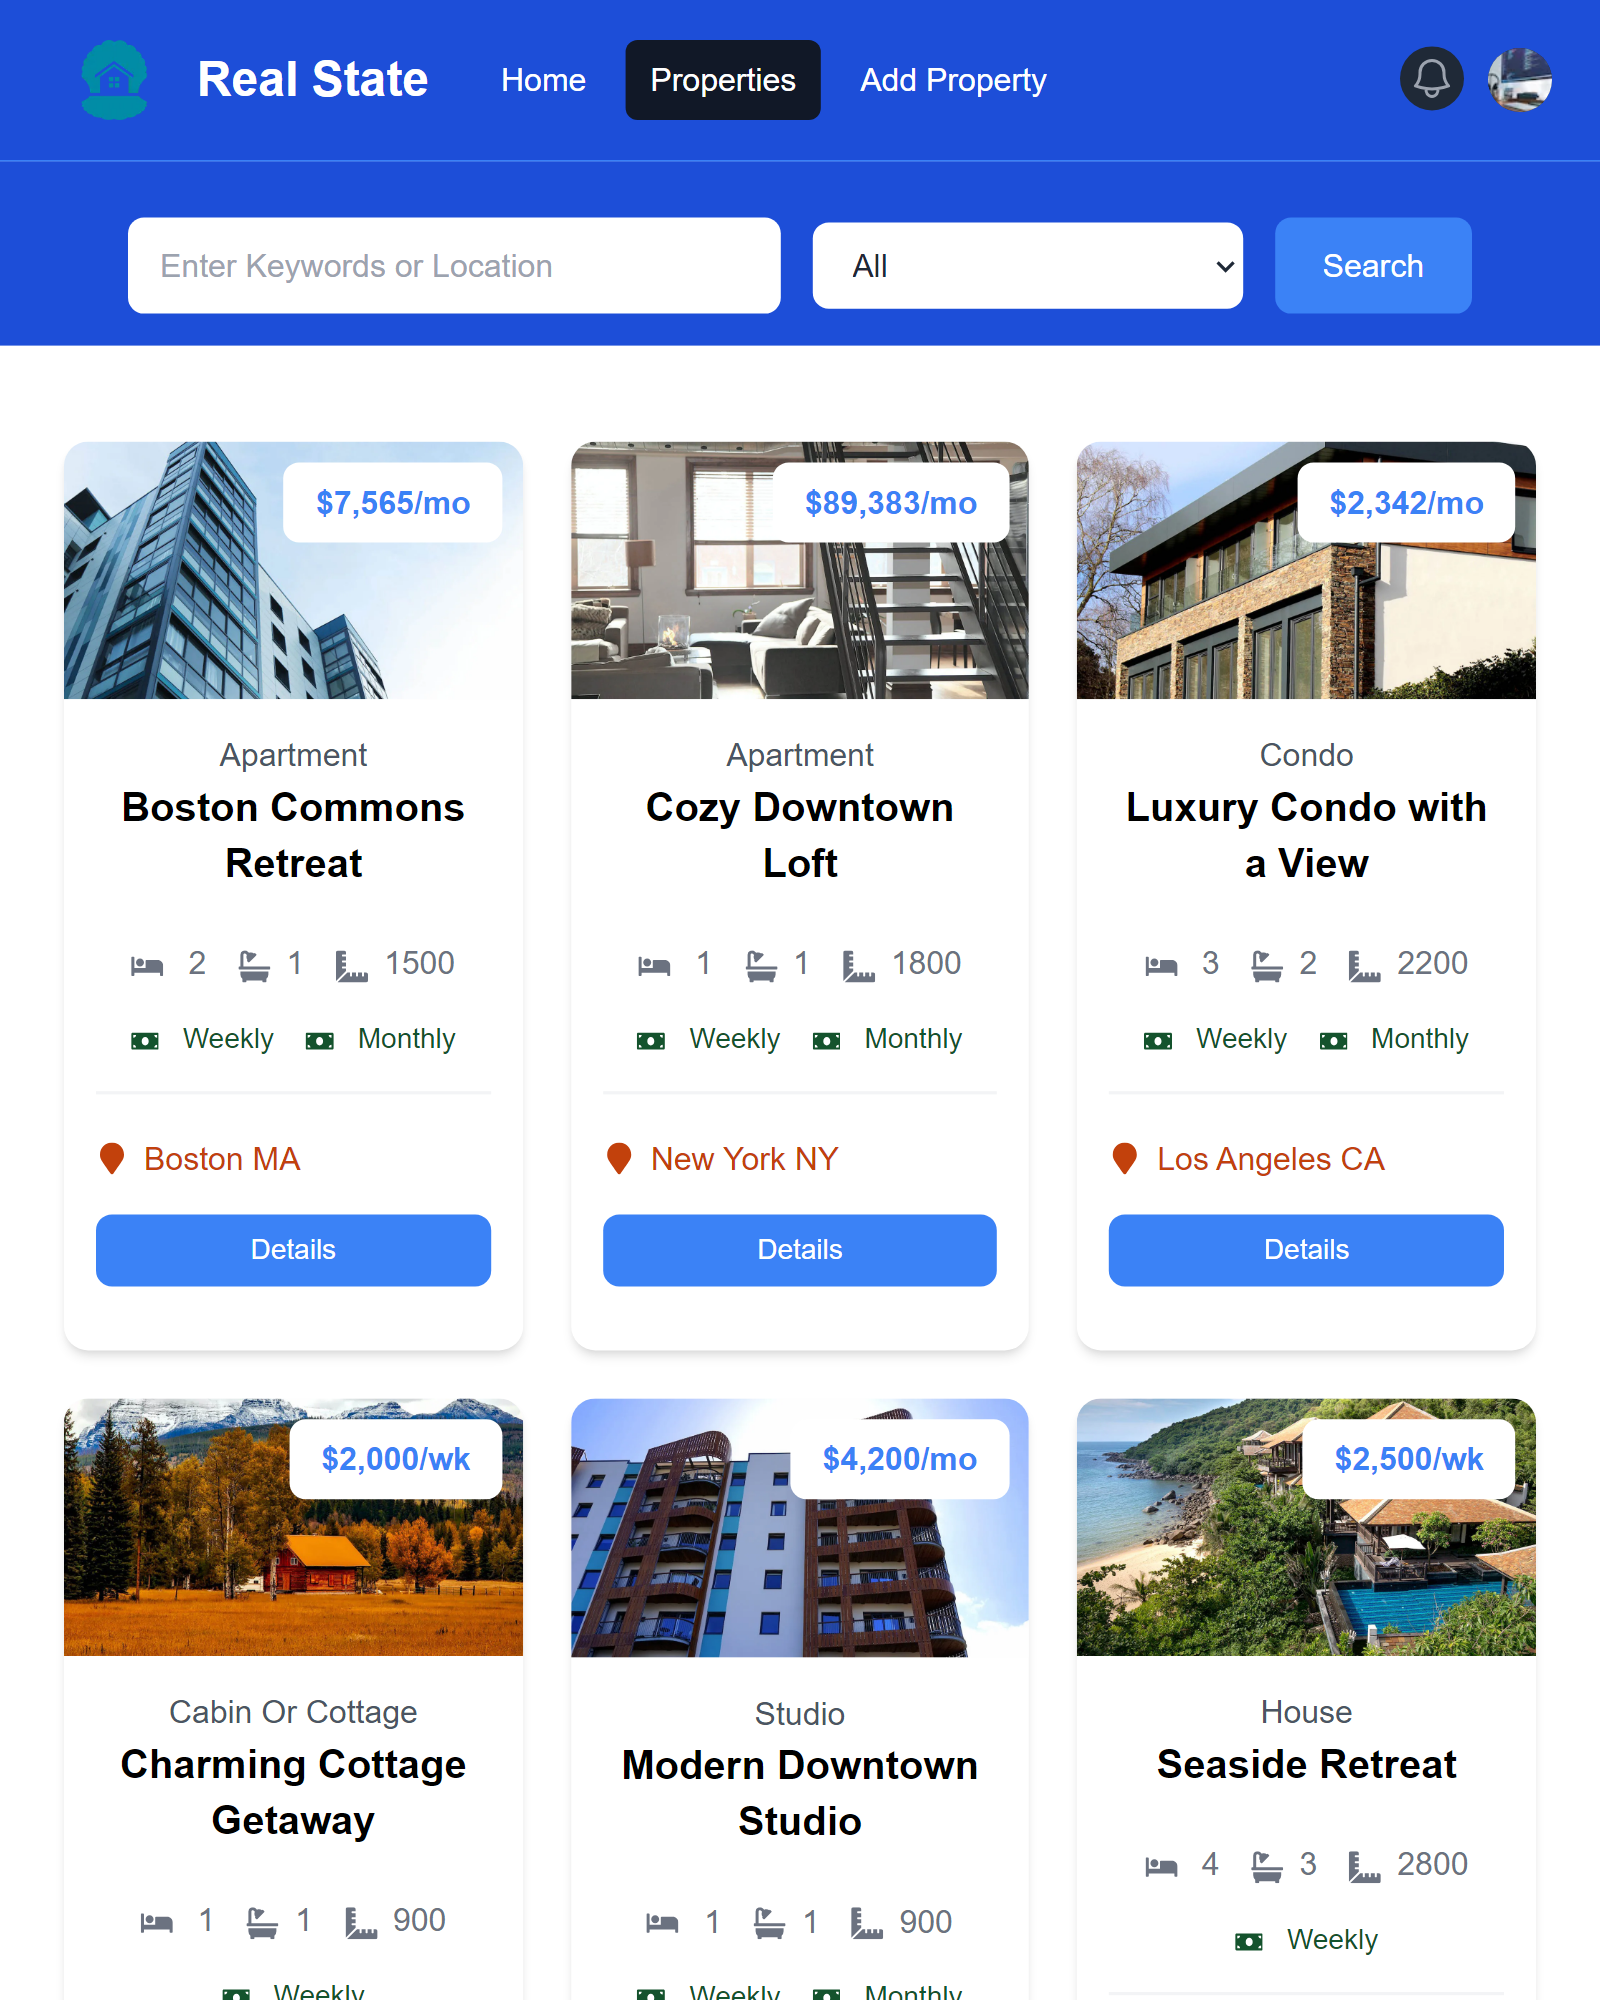 Real State
Home
Properties
Add Property
Enter Keywords or Location
All
Search
$7,565/mo
Apartment
Boston Commons
Retreat
2 1 1500
Weekly Monthly
Boston MA
Details
$89,383/mo
Apartment
Cozy Downtown
Loft
1 1 1800
Weekly Monthly
New York NY
Details
$2,342/mo
Condo
Luxury Condo with
a View
3 2 2200
Weekly Monthly
Los Angeles CA
Details
$2,000/wk
Cabin Or Cottage
Charming Cottage
Getaway
1 1 900
Weekly
$4,200/mo
Studio
Modern Downtown
Studio
1 1 900
Weekly Monthly
$2,500/wk
House
Seaside Retreat
4 3 2800
Weekly